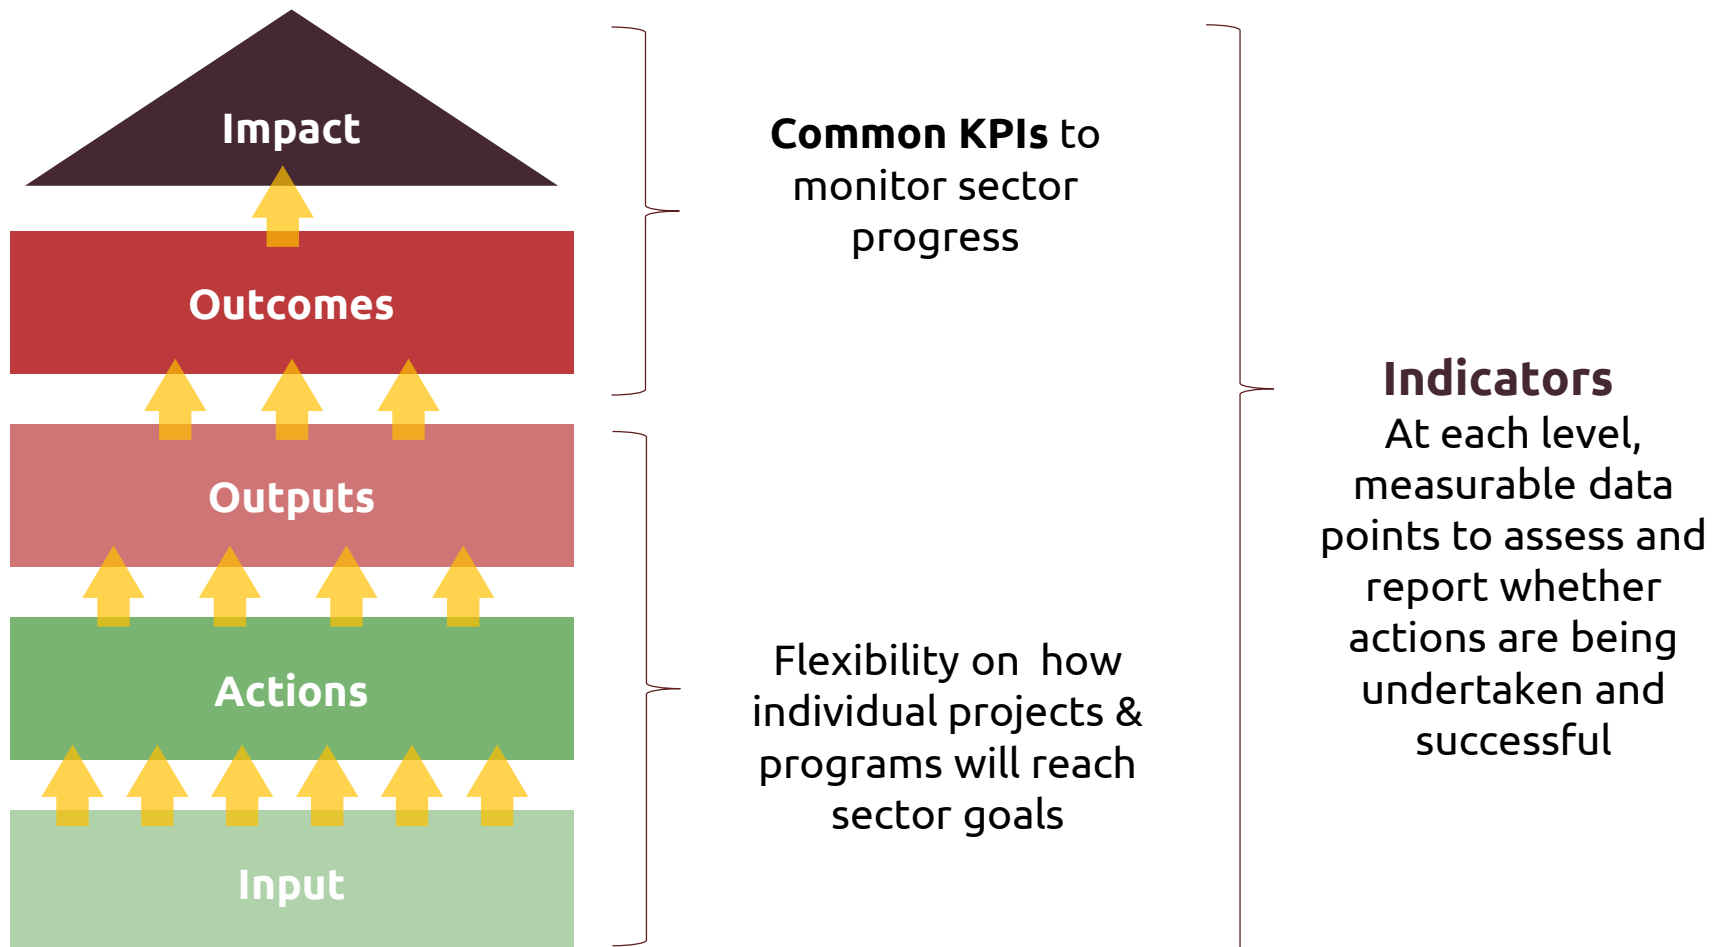 Impact
Outcomes
Outputs
Actions
Input
Common KPIs to
monitor sector
progress
Flexibility on  how
individual projects &
programs will reach
sector goals
Indicators
At each level,
measurable data
points to assess and
report whether
actions are being
undertaken and
successful